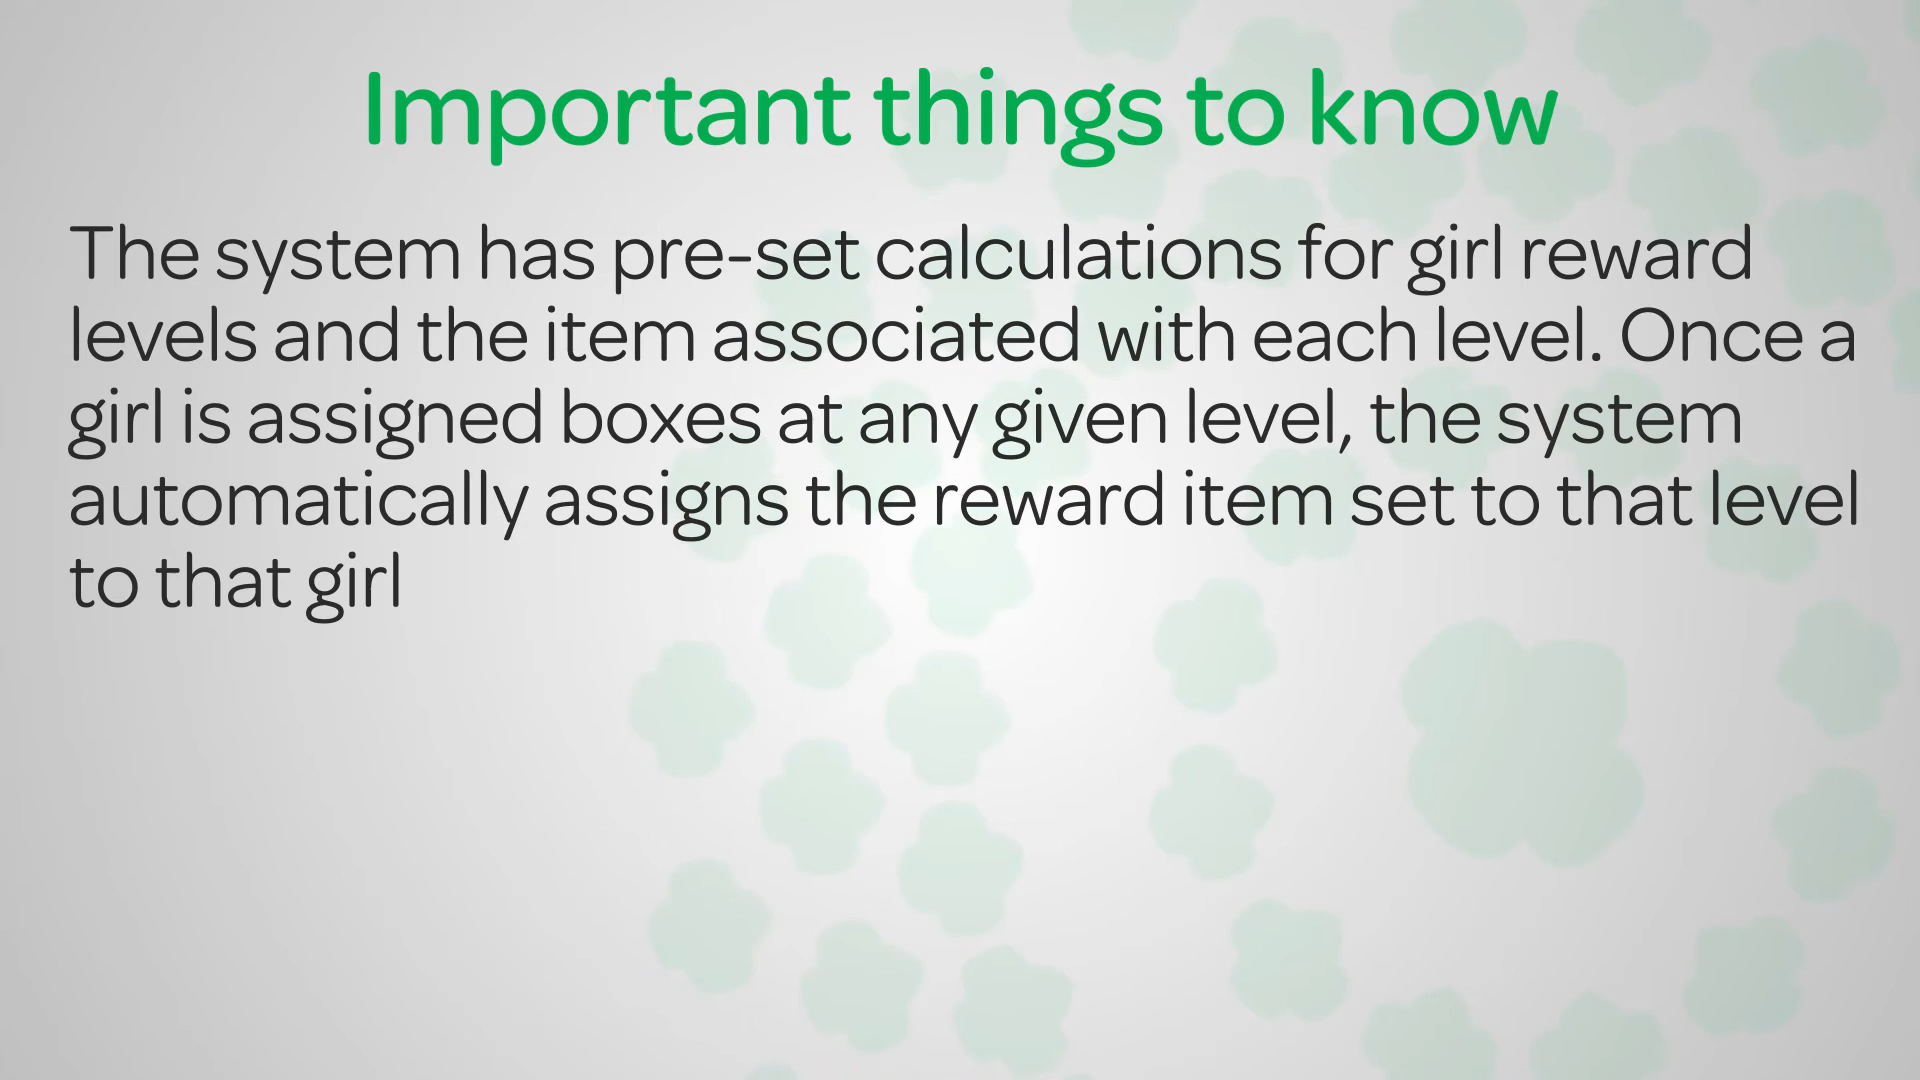 Important things to know
The system has pre-set calculations for girl reward
levels and the item associated with each level. Once a
girl is assigned boxes at any given level, the system
automatically assigns the reward item set to that level
to that girl